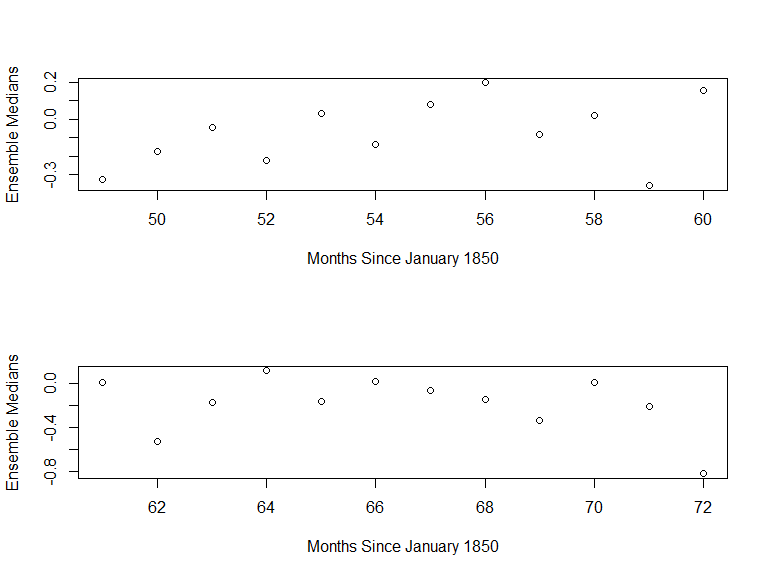 Ensemble Medians
0.2
0.0
-0.3
50 52 54 56 58 60
Months Since January 1850
Ensemble Medians
0.0
-0.4
-0.8
62 64 66 68 70 72
Months Since January 1850